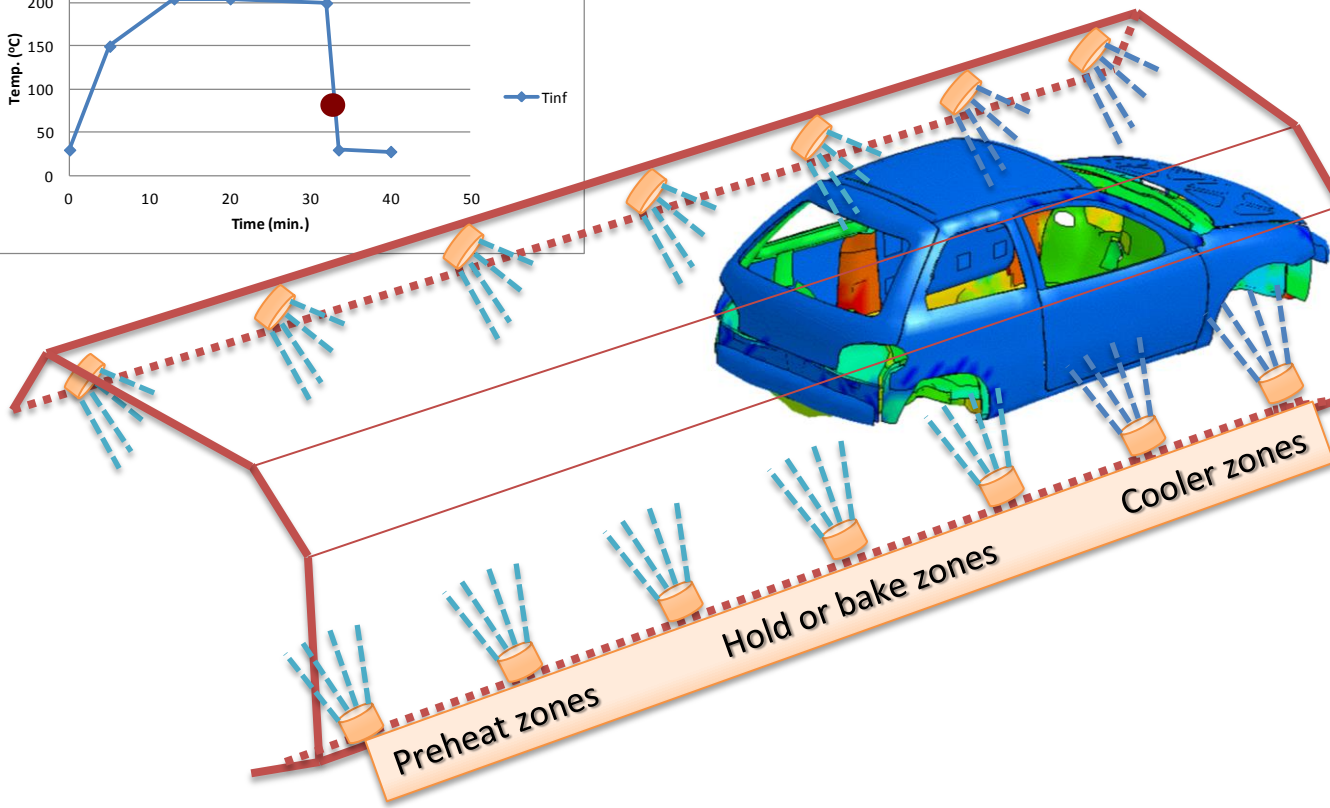 200
150
100
50
0
Temp. (ºC)
0 10 20 30 40 50
Time (min.)
Tinf
Cooler zones
Hold or bake zones
Preheat zones